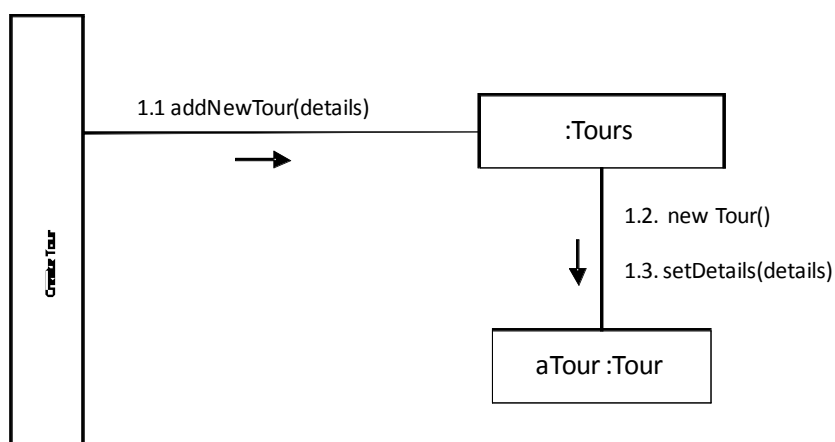 1.1 addNewTour(details)
:Tours
1.2. new Tour()
1.3. setDetails(details)
Create Tour
aTour :Tour